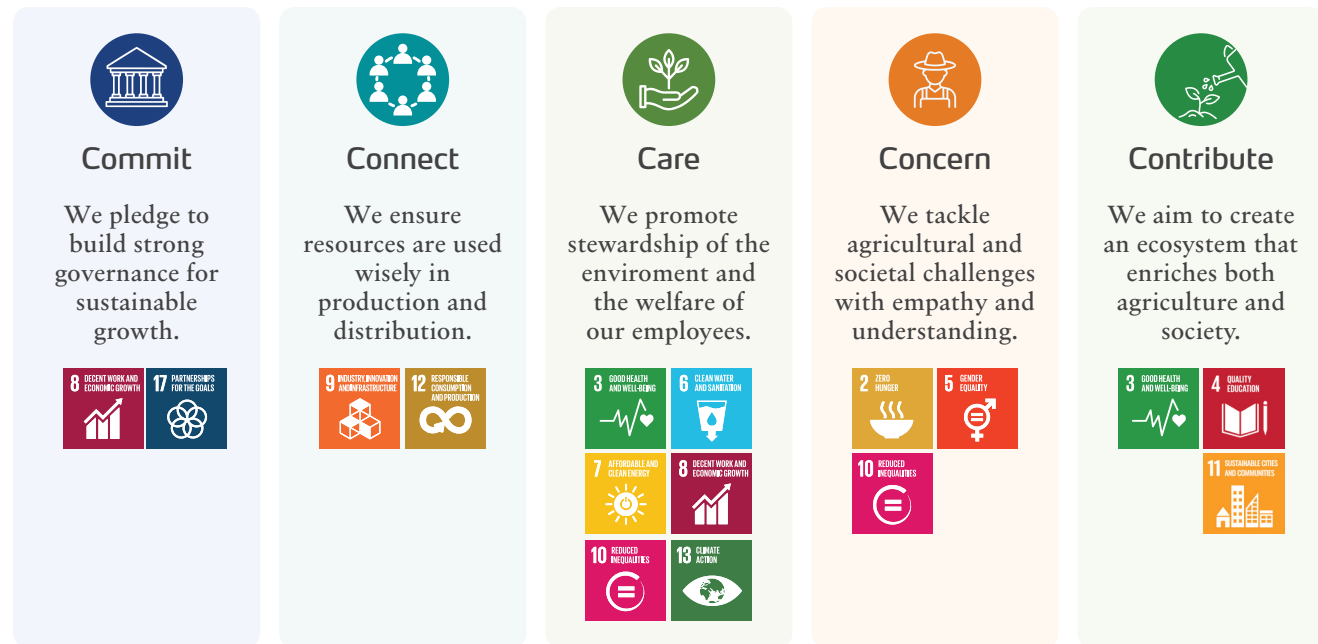 Commit
We pledge to
build strong
governance for
sustainable
growth.
8 DECENT WORK AND
ECONOMIC GROWTH
17 PARTNERSHIPS
FOR THE GOALS
Connect
We ensure
resources are used
wisely in
production and
distribution.
9 INDUSTRY, INNOVATION
AND INFRASTRUCTURE
12 RESPONSIBLE
CONSUMPTION
AND PRODUCTION
Care
We promote
stewardship of the
enviroment and
the welfare of
our employees.
3 GOOD HEALTH
AND WELL-BEING
6 CLEAN WATER
AND SANITATION
7 AFFORDABLE AND
CLEAN ENERGY
8 DECENT WORK AND
ECONOMIC GROWTH
10 REDUCED
INEQUALITIES
13 CLIMATE
ACTION
Concern
We tackle
agricultural and
societal challenges
with empathy and
understanding.
2 ZERO
HUNGER
5 GENDER
EQUALITY
10 REDUCED
INEQUALITIES
Contribute
We aim to create
an ecosystem that
enriches both
agriculture and
society.
3 GOOD HEALTH
AND WELL-BEING
4 QUALITY
EDUCATION
11 SUSTAINABLE CITIES
AND COMMUNITIES